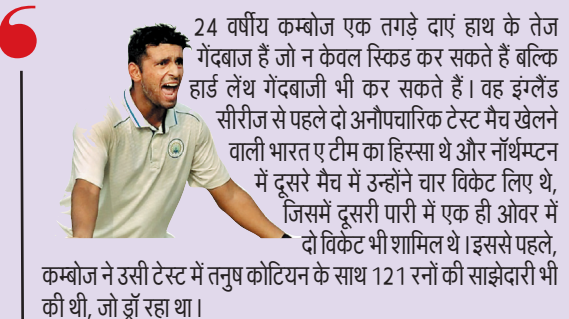 24 वर्षीय कम्बोज एक तगड़े दाएं हाथ के तेज
गेंदबाज हैं जो न केवल स्किड कर सकते हैं बल्कि
हार्ड लेंथ गेंदबाजी भी कर सकते हैं। वह इंग्लैंड
सीरीज से पहले दो अनौपचारिक टेस्ट मैच खेलने
वाली भारत ए टीम का हिस्सा थे और नॉर्थम्प्टन
में दूसरे मैच में उन्होंने चार विकेट लिए थे,
जिसमें दूसरी पारी में एक ही ओवर में
दो विकेट भी शामिल थे।इससे पहले,
कम्बोज ने उसी टेस्ट में तनुष कोटियन के साथ 121 रनों की साझेदारी भी
की थी, जो ड्रॉ रहा था।